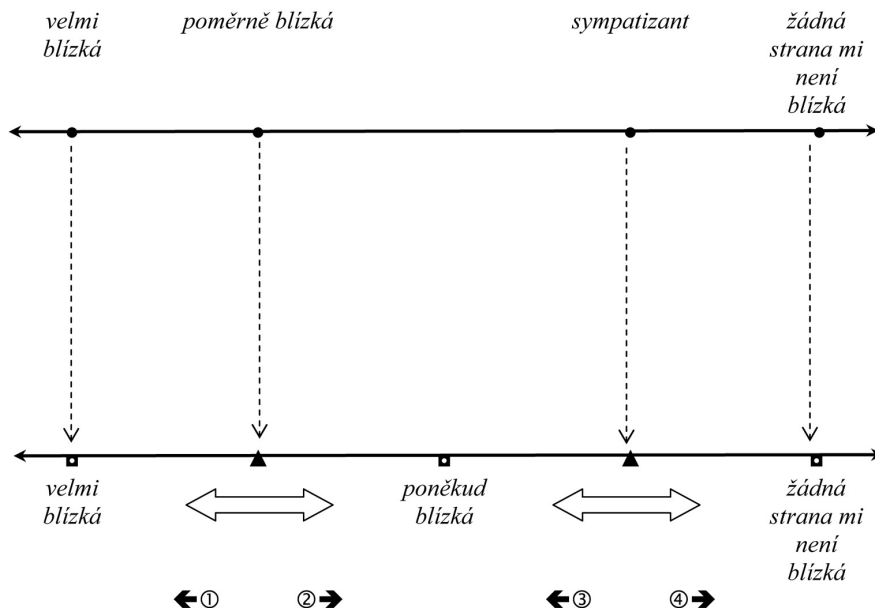 velmi
blízká
poměrně blízká
sympatizant
žádná
strana mi
není
blízká
velmi
blízká
poněkud
blízká
žádná
strana mi
není
blízká
① ② ③ ④